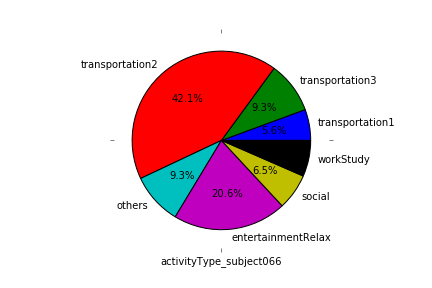 transportation2
transportation3
42.1%
9.3%
transportation1
5.6%
workStudy
6.5%
9.3%
social
20.6%
others
entertainmentRelax
activityType_subject066